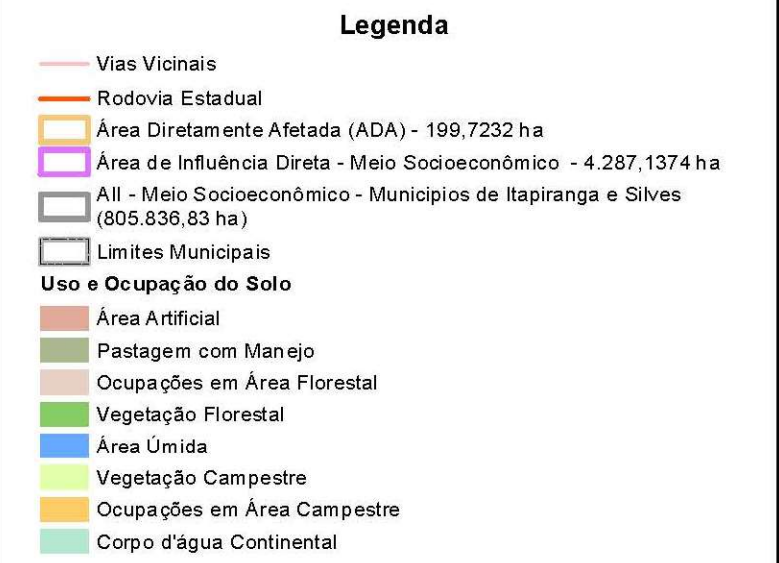 Legenda
Vias Vicinais
Rodovia Estadual
Área Diretamente Afetada (ADA) - 199,7232 ha
Área de Influência Direta - Meio Socioeconômico - 4.287,1374 ha
AII - Meio Socioeconômico - Municipios de Itapiranga e Silves
(805.836,83 ha)
Limites Municipais
Uso e Ocupação do Solo
Área Artificial
Pastagem com Manejo
Ocupações em Área Florestal
Vegetação Florestal
Área Úmida
Vegetação Campestre
Ocupações em Área Campestre
Corpo d'água Continental